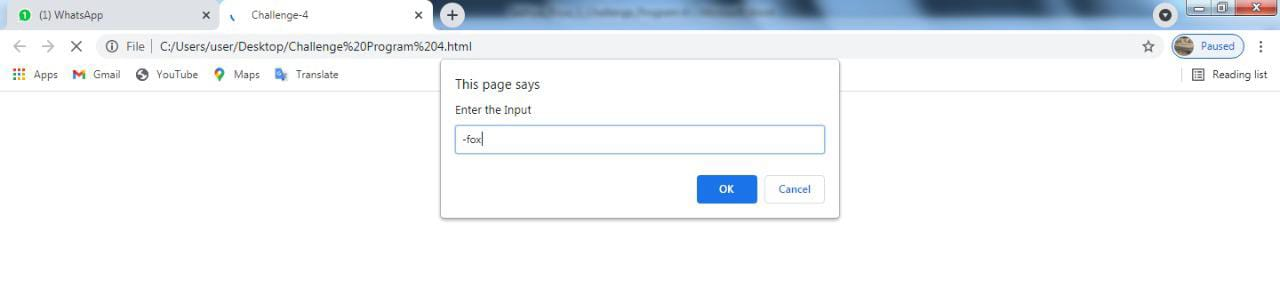 (1) WhatsApp
Challenge-4
File
C:/Users/user/Desktop/Challenge%20Program%204.html
Paused
Apps
Gmail
YouTube
Maps
Translate
Reading list
This page says
Enter the Input
-fox
OK
Cancel